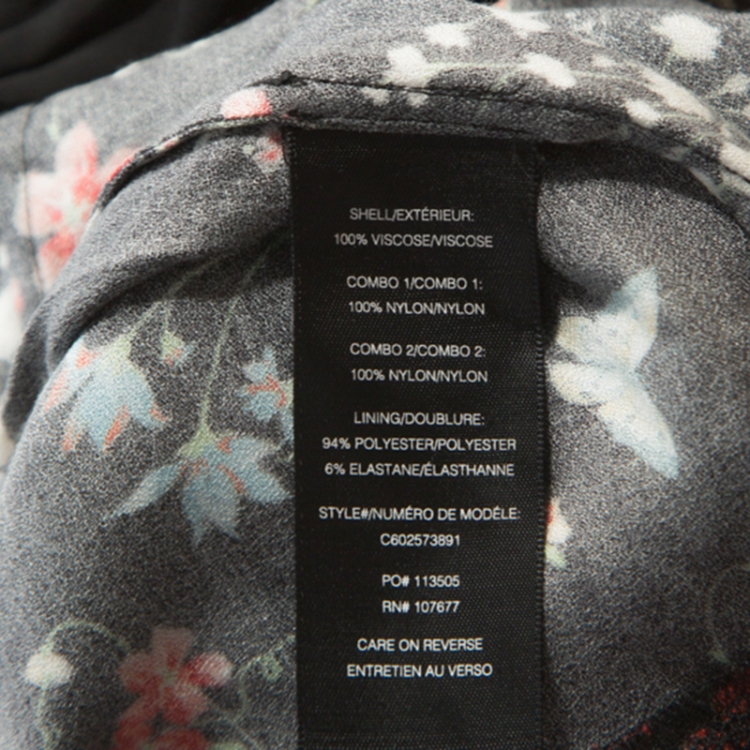 SHELL/EXTÉRIEUR:
100% VISCOSE/VISCOSE
COMBO 1/COMBO 1:
100% NYLON/NYLON
COMBO 2/COMBO 2:
100% NYLON/NYLON
LINING/DOUBLURE:
94% POLYESTER/POLYESTER
6% ELASTANE/ÉLASTHANNE
STYLE#/NUMÉRO DE MODÈLE:
C602573891
PO# 113505
RN# 107677
CARE ON REVERSE
ENTRETIEN AU VERSO